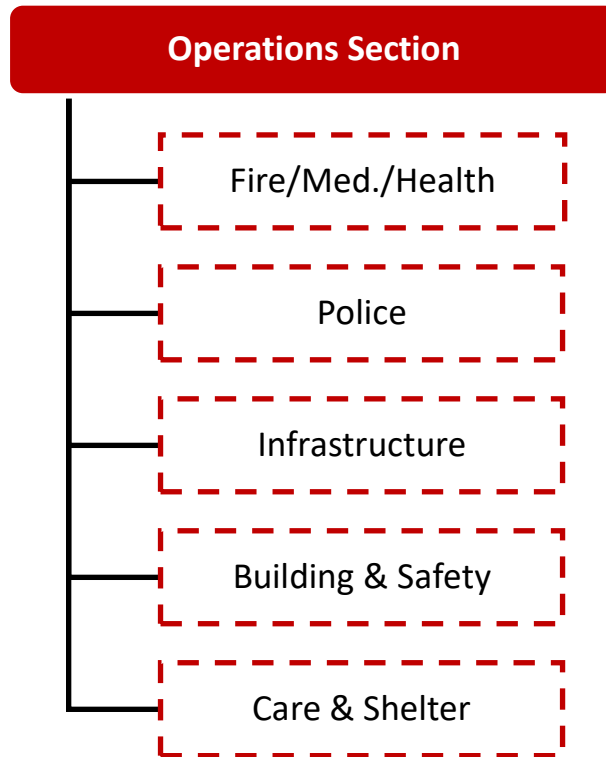 Operations Section
Fire/Med./Health
Police
Infrastructure
Building & Safety
Care & Shelter